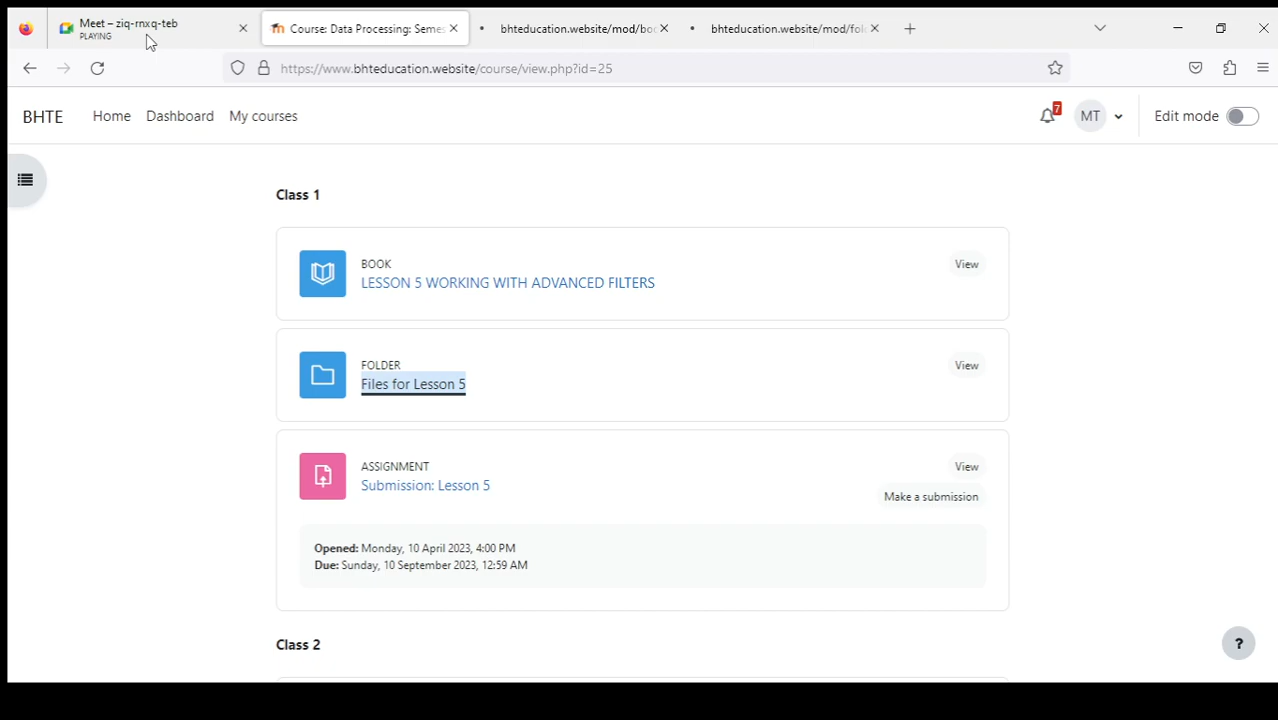 Meet – ziq-rnxq-teb
PLAYING
Course: Data Processing: Semes
bhteducation.website/mod/boo
bhteducation.website/mod/fol
https://www.bhteducation.website/course/view.php?id=25
BHTE
Home
Dashboard
My courses
7
MT
Edit mode
Class 1
BOOK
LESSON 5 WORKING WITH ADVANCED FILTERS
View
FOLDER
Files for Lesson 5
View
ASSIGNMENT
Submission: Lesson 5
View
Make a submission
Opened: Monday, 10 April 2023, 4:00 PM
Due: Sunday, 10 September 2023, 12:59 AM
Class 2
?